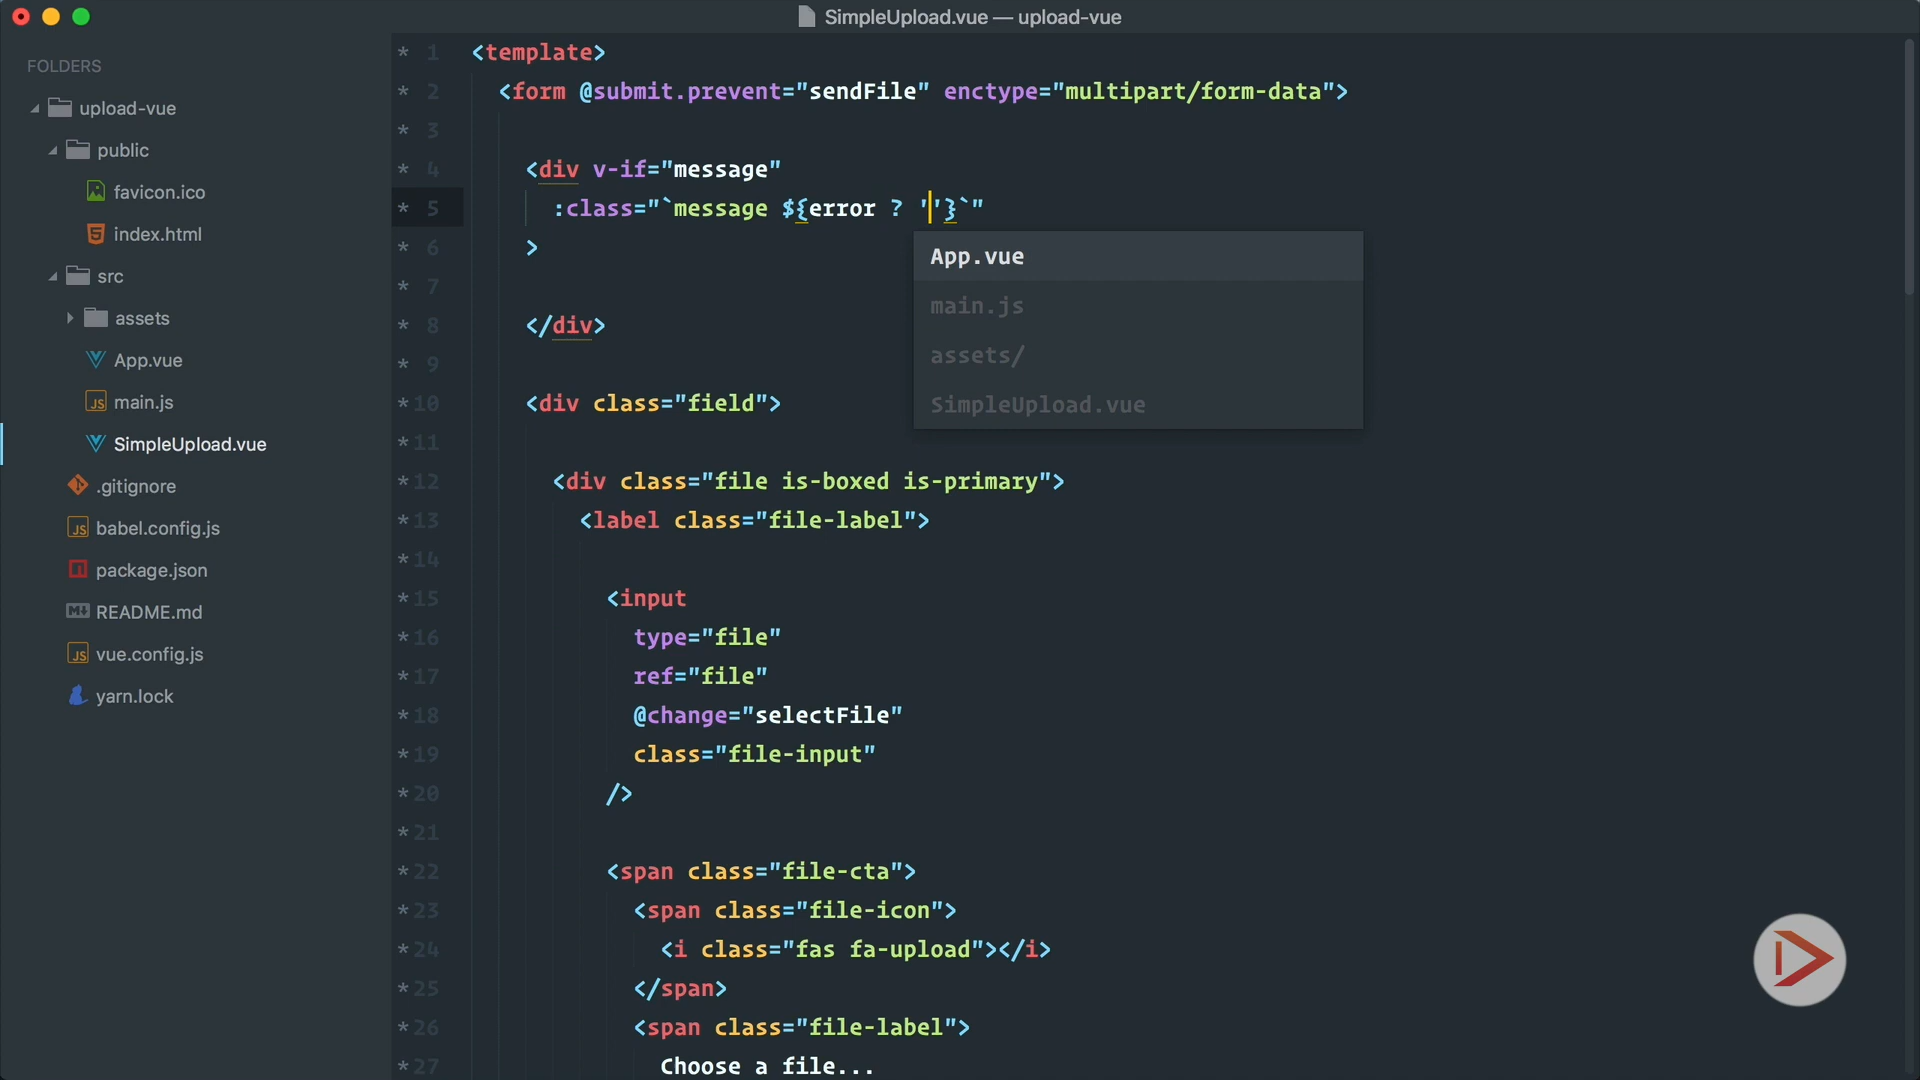 SimpleUpload.vue — upload-vue
FOLDERS
upload-vue
public
favicon.ico
index.html
src
assets
App.vue
main.js
SimpleUpload.vue
.gitignore
babel.config.js
package.json
README.md
vue.config.js
yarn.lock
* 1 <template>
* 2 <form @submit.prevent="sendFile" enctype="multipart/form-data">
* 3
* 4 <div v-if="message"
* 5 :class="`message ${error ? ''}`"
* 6 >
* 7
* 8 </div>
* 9
*10 <div class="field">
*11
*12 <div class="file is-boxed is-primary">
*13 <label class="file-label">
*14
*15 <input
*16 type="file"
*17 ref="file"
*18 @change="selectFile"
*19 class="file-input"
*20 />
*21
*22 <span class="file-cta">
*23 <span class="file-icon">
*24 <i class="fas fa-upload"></i>
*25 </span>
*26 <span class="file-label">
*27 Choose a file...
App.vue
main.js
assets/
SimpleUpload.vue